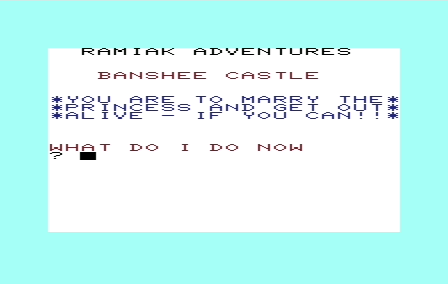 RAMIAK ADVENTURES
BANSHEE CASTLE
*YOU ARE TO MARRY THE*
*PRINCESS AND GET OUT*
*ALIVE - IF YOU CAN!!*
WHAT DO I DO NOW
?